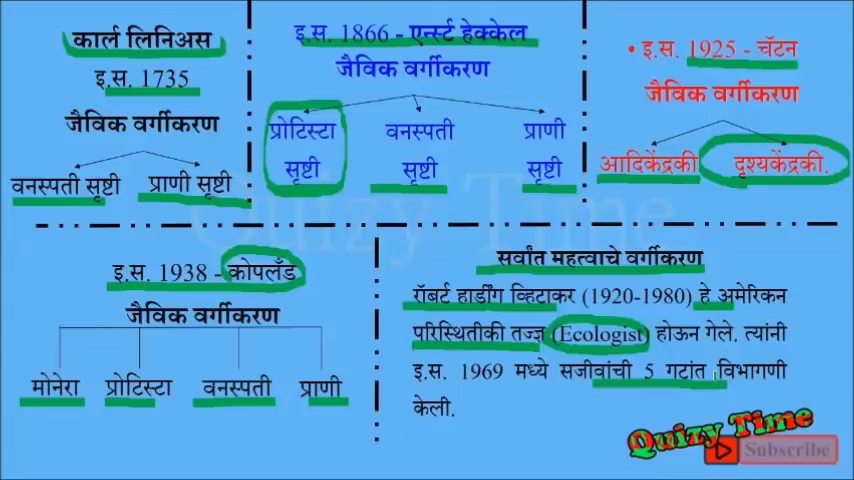 कार्ल लिनिअस
इ.स. 1735
जैविक वर्गीकरण
वनस्पती सृष्टी प्राणी सृष्टी
इ.स. 1866 - एर्न्स्ट हेक्केल
जैविक वर्गीकरण
प्रोटिस्टा वनस्पती प्राणी
सृष्टी सृष्टी सृष्टी
• इ.स. 1925 - चॅटन
जैविक वर्गीकरण
आदिकेंद्रकी दृश्यकेंद्रकी.
इ.स. 1938 - कोपलँड
जैविक वर्गीकरण
मोनेरा प्रोटिस्टा वनस्पती प्राणी
सर्वांत महत्वाचे वर्गीकरण
रॉबर्ट हार्डींग व्हिटाकर (1920-1980) हे अमेरिकन
परिस्थितीकी तज्ज्ञ (Ecologist) होऊन गेले. त्यांनी
इ.स. 1969 मध्ये सजीवांची 5 गटांत विभागणी
केली.
Quizy Time
Quizy Time
Subscribe